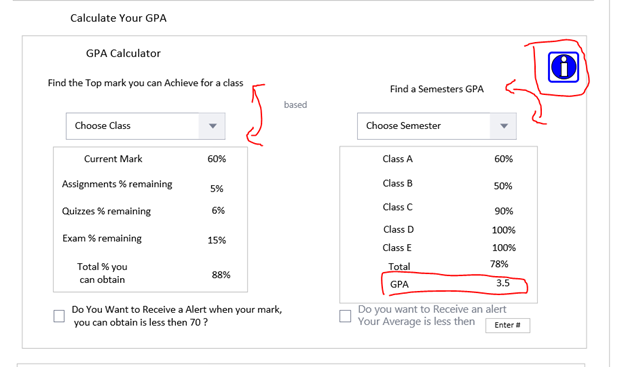 Calculate Your GPA
GPA Calculator
Find the Top mark you can Achieve for a class
based
Find a Semesters GPA
i
Choose Class
Choose Semester
Current Mark 60%
Assignments % remaining 5%
Quizzes % remaining 6%
Exam % remaining 15%
Total % you
can obtain 88%
Class A 60%
Class B 50%
Class C 90%
Class D 100%
Class E 100%
Total 78%
GPA 3.5
Do You Want to Receive a Alert when your mark,
you can obtain is less then 70 ?
Do you want to Receive an alert
Your Average is less then Enter #